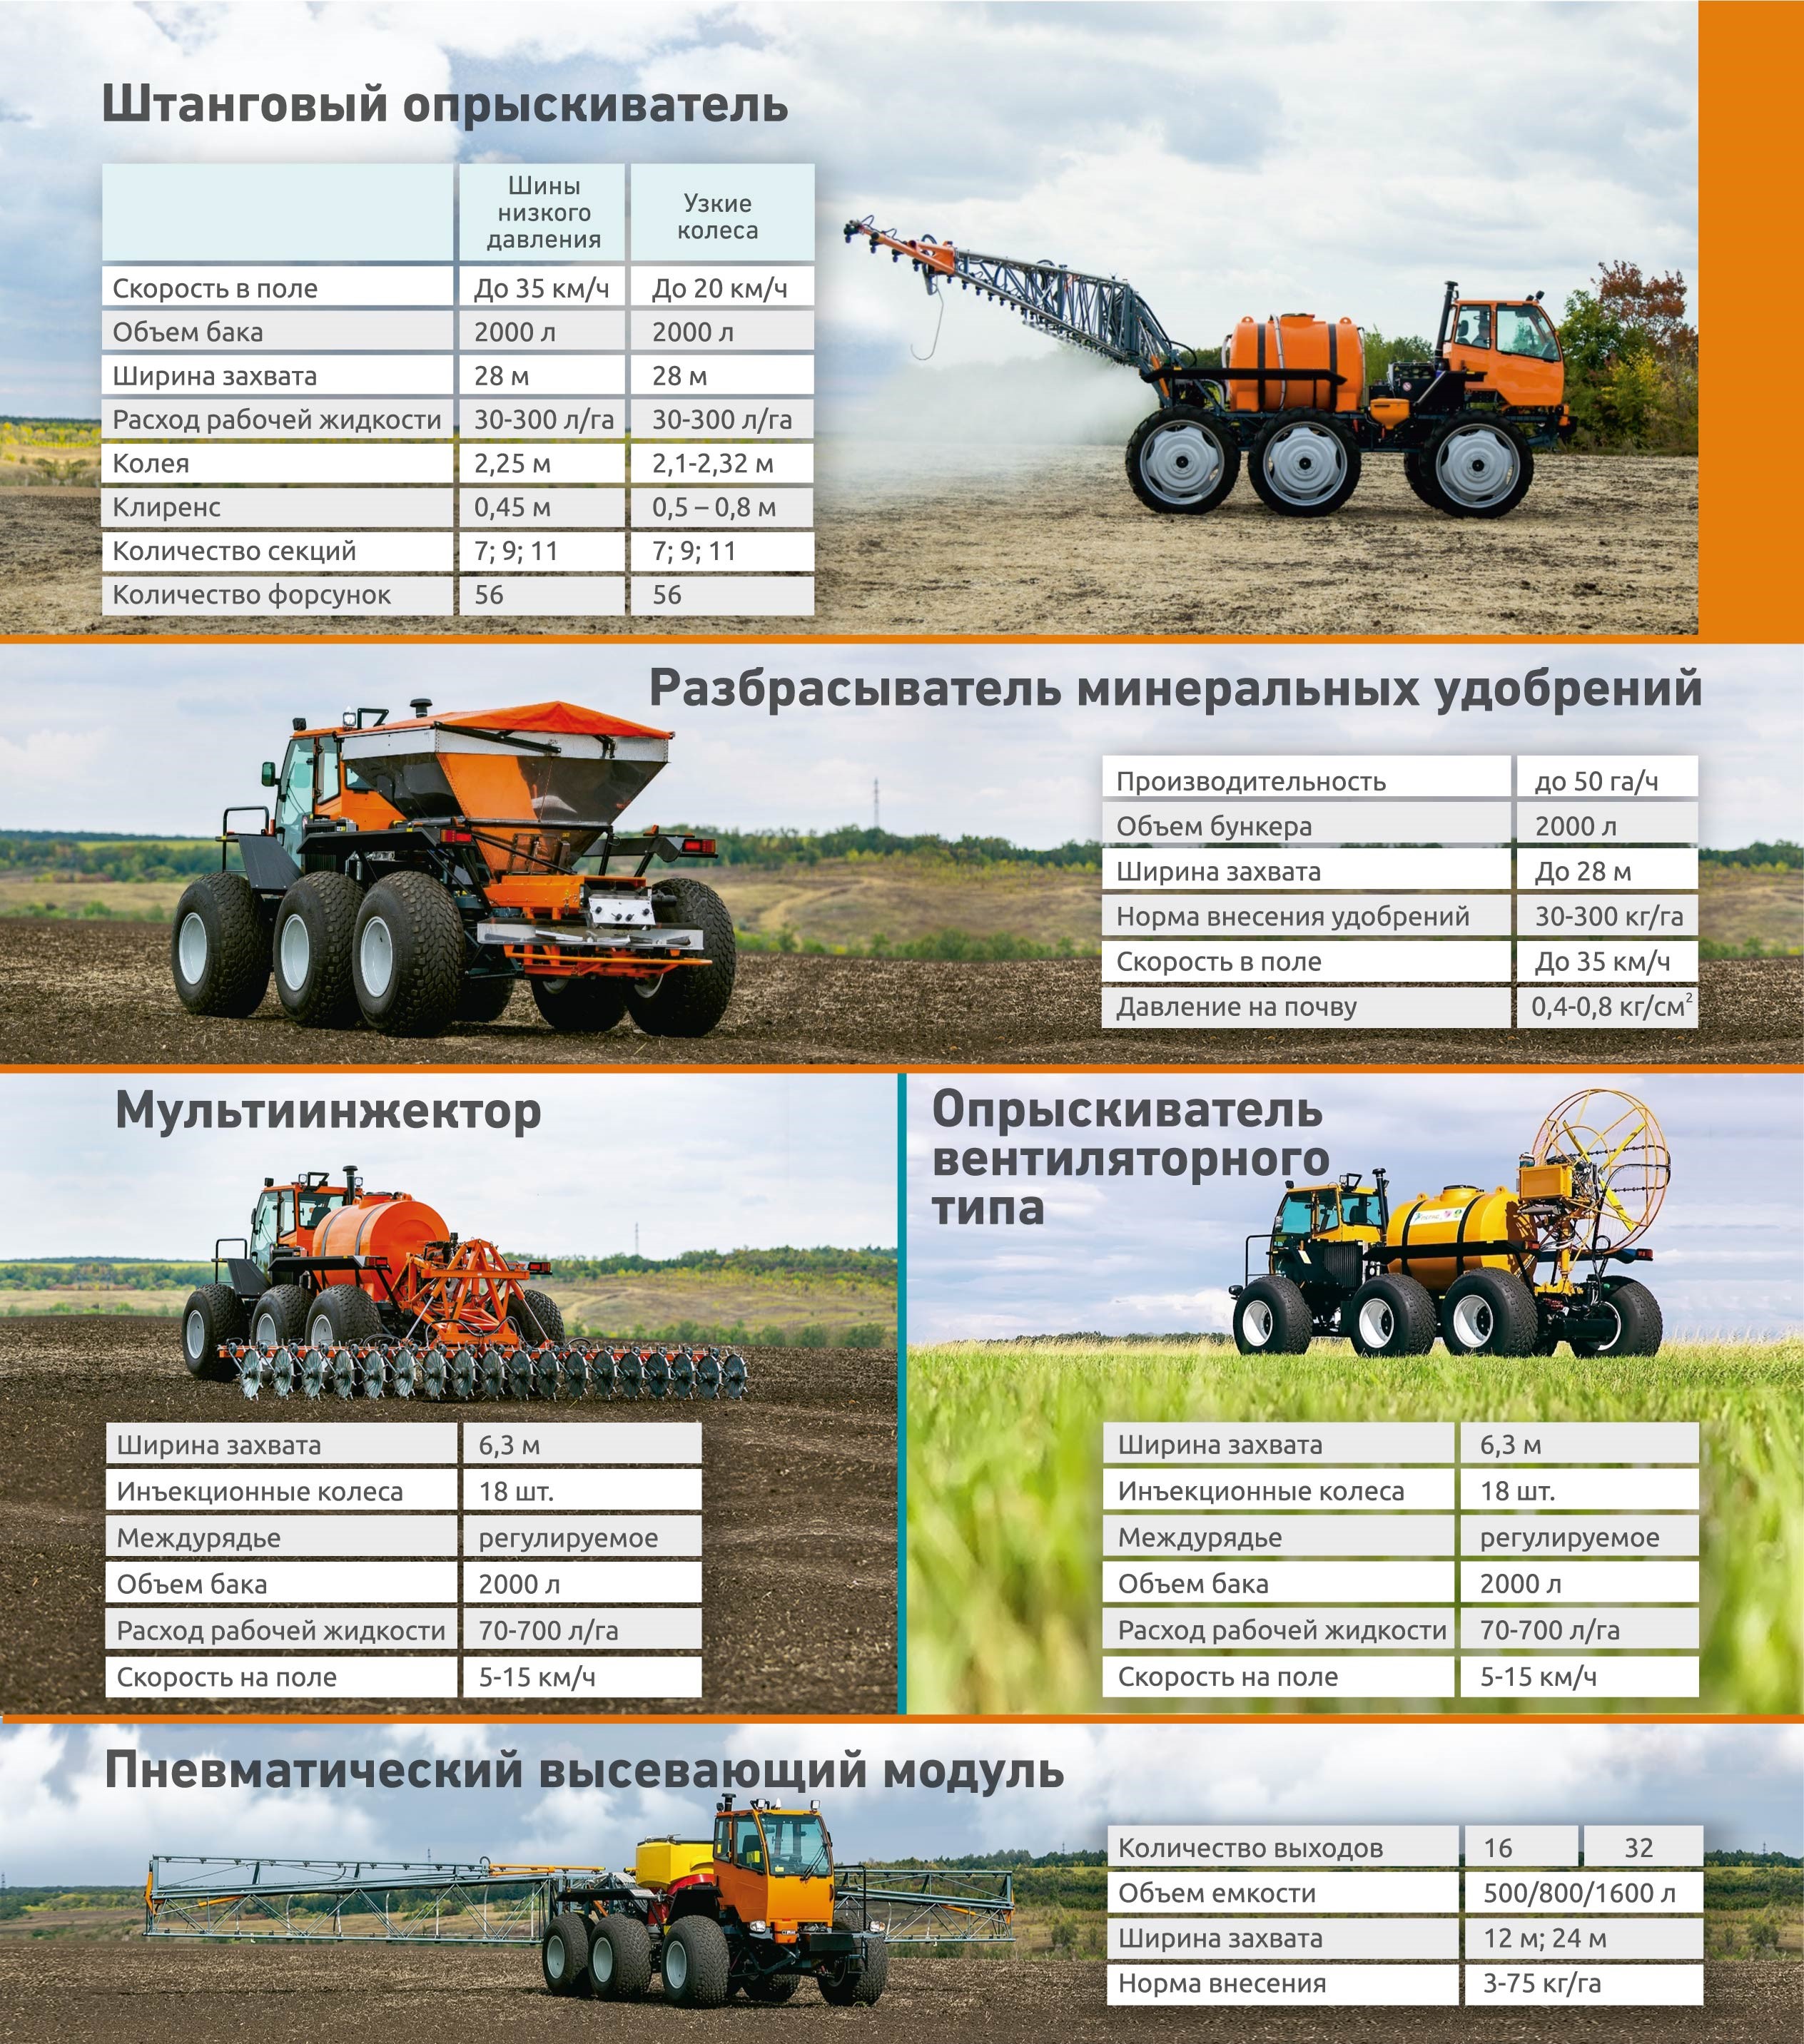 Штанговый опрыскиватель
Шины
низкого
давления
Узкие
колеса
Скорость в поле До 35 км/ч До 20 км/ч
Объем бака 2000 л 2000 л
Ширина захвата 28 м 28 м
Расход рабочей жидкости 30-300 л/га 30-300 л/га
Колея 2,25 м 2,1-2,32 м
Клиренс 0,45 м 0,5 – 0,8 м
Количество секций 7; 9; 11 7; 9; 11
Количество форсунок 56 56
Разбрасыватель минеральных удобрений
Производительность до 50 га/ч
Объем бункера 2000 л
Ширина захвата До 28 м
Норма внесения удобрений 30-300 кг/га
Скорость в поле До 35 км/ч
Давление на почву 0,4-0,8 кг/см²
Мультиинжектор
Ширина захвата 6,3 м
Инъекционные колеса 18 шт.
Междурядье регулируемое
Объем бака 2000 л
Расход рабочей жидкости 70-700 л/га
Скорость на поле 5-15 км/ч
Опрыскиватель
вентиляторного
типа
Ширина захвата 6,3 м
Инъекционные колеса 18 шт.
Междурядье регулируемое
Объем бака 2000 л
Расход рабочей жидкости 70-700 л/га
Скорость на поле 5-15 км/ч
Пневматический высевающий модуль
Количество выходов 16 32
Объем емкости 500/800/1600 л
Ширина захвата 12 м; 24 м
Норма внесения 3-75 кг/га